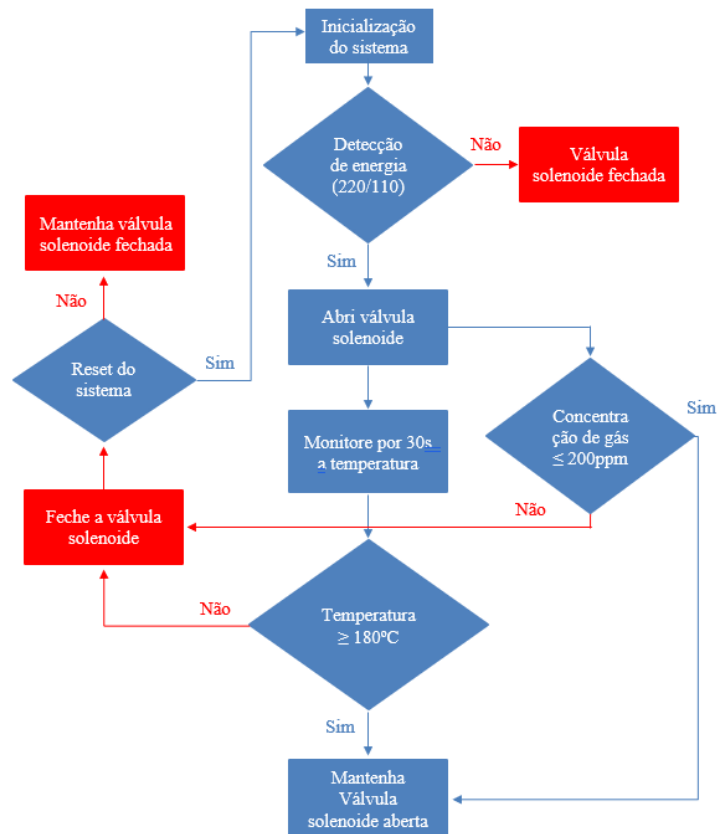 Inicialização
do sistema
Detecção
de energia
(220/110)
Não
Válvula
solenoide fechada
Mantenha válvula
solenoide fechada
Não
Sim
Reset do
sistema
Sim
Abri válvula
solenoide
Concentra
ção de gás
≤ 200ppm
Sim
Monitore por 30s
a temperatura
Feche a válvula
solenoide
Não
Não
Temperatura
≥ 180ºC
Sim
Mantenha
Válvula
solenoide aberta